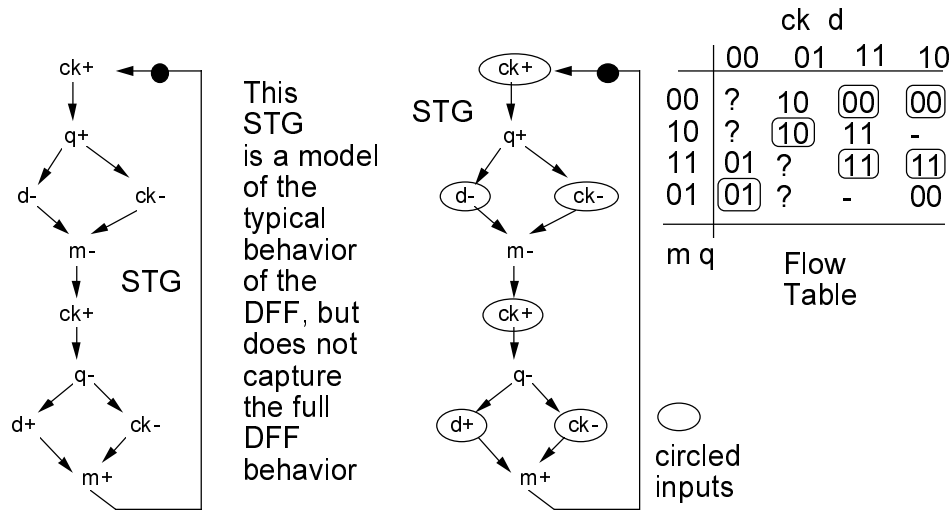 ck+
q+
d-
ck-
m-
STG
ck+
q-
d+
ck-
m+
This
STG
is a model
of the
typical
behavior
of the
DFF, but
does not
capture
the full
DFF
behavior
STG
ck+
q+
d-
ck-
m-
ck+
q-
d+
ck-
m+
ck d
00 01 11 10
00 ? 10 00 00
10 ? 10 11 -
11 01 ? 11 11
01 01 ? - 00
m q
Flow
Table
circled
inputs